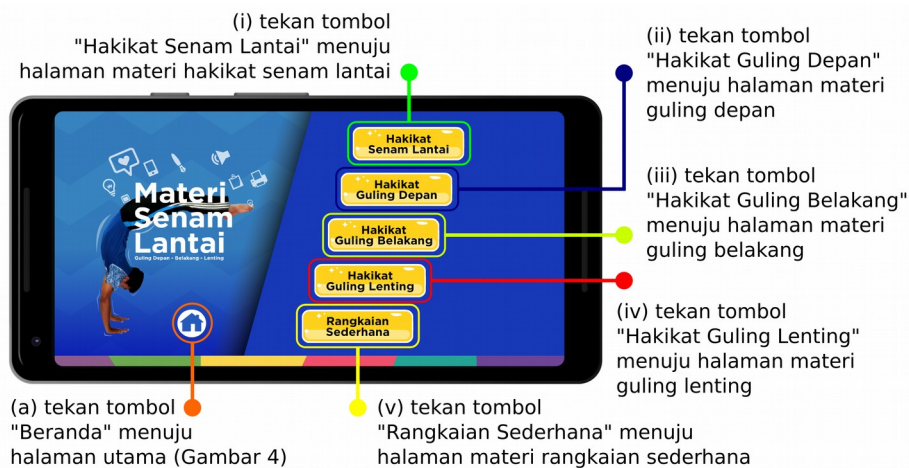 (i) tekan tombol
"Hakikat Senam Lantai" menuju
halaman materi hakikat senam lantai
(ii) tekan tombol
"Hakikat Guling Depan"
menuju halaman materi
guling depan
(iii) tekan tombol
"Hakikat Guling Belakang"
menuju halaman materi
guling belakang
(iv) tekan tombol
"Hakikat Guling Lenting"
menuju halaman materi
guling lenting
Materi
Senam
Lantai
Guling Depan - Belakang - Lenting
Hakikat
Senam Lantai
Hakikat
Guling Depan
Hakikat
Guling Belakang
Hakikat
Guling Lenting
Rangkaian
Sederhana
(a) tekan tombol
"Beranda" menuju
halaman utama (Gambar 4)
(v) tekan tombol
"Rangkaian Sederhana" menuju
halaman materi rangkaian sederhana